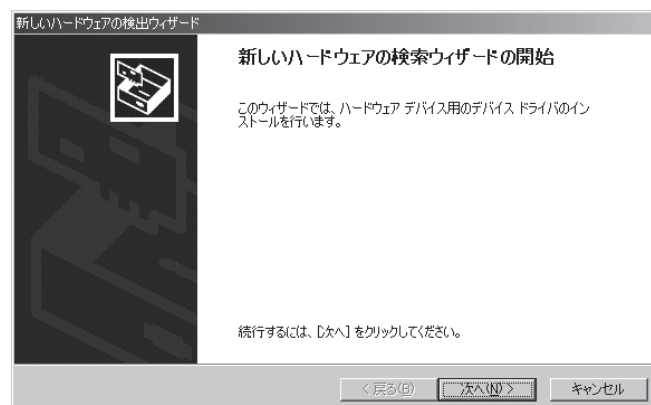 新しいハードウェアの検出ウィザード
新しいハードウェアの検索ウィザードの開始
このウィザードでは、ハードウェア デバイス用のデバイス ドライバのイン
ストールを行います。
続行するには、[次へ] をクリックしてください。
< 戻る(B)
次へ(N) >
キャンセル